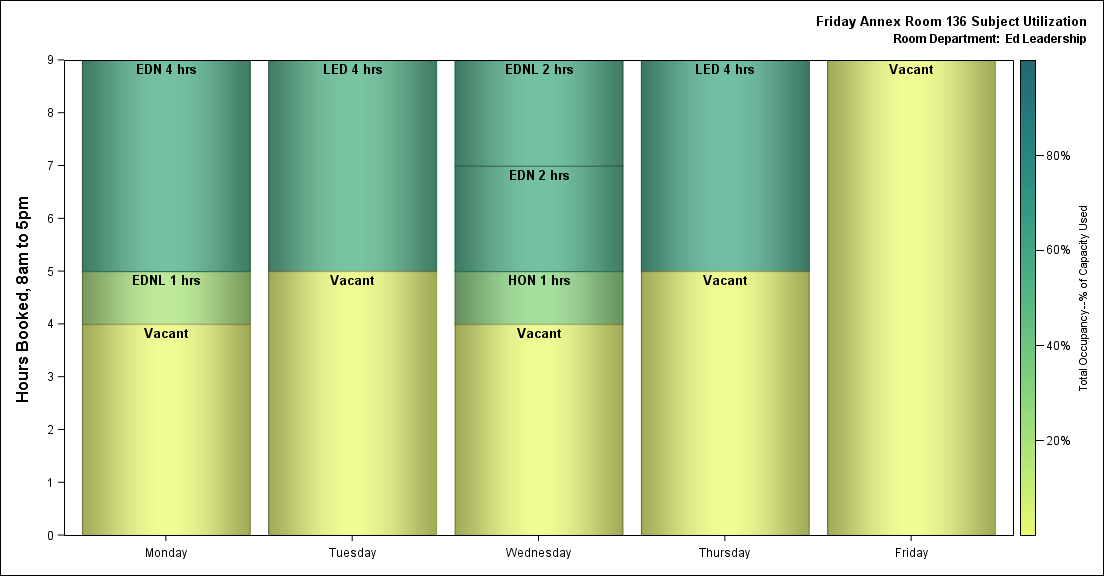 Friday Annex Room 136 Subject Utilization
Room Department: Ed Leadership
Hours Booked, 8am to 5pm
9
8
7
6
5
4
3
2
1
0
EDN 4 hrs
EDNL 1 hrs
Vacant
LED 4 hrs
Vacant
EDNL 2 hrs
EDN 2 hrs
HON 1 hrs
Vacant
LED 4 hrs
Vacant
Vacant
Monday
Tuesday
Wednesday
Thursday
Friday
80%
60%
40%
20%
Total Occupancy--% of Capacity Used